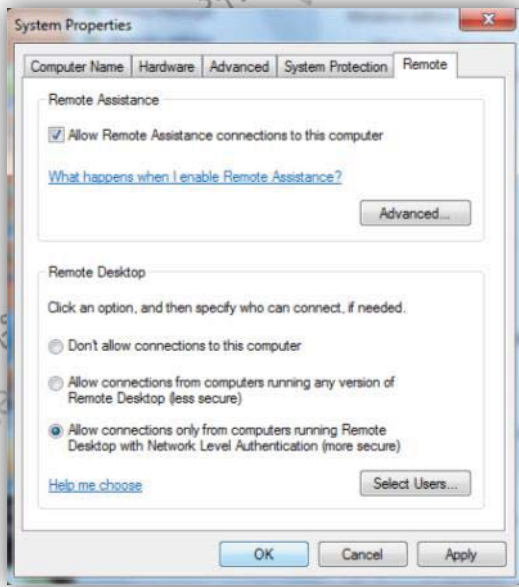 System Properties
Computer Name Hardware Advanced System Protection Remote
Remote Assistance
Allow Remote Assistance connections to this computer
What happens when I enable Remote Assistance?
Advanced...
Remote Desktop
Click an option, and then specify who can connect, if needed.
Don't allow connections to this computer
Allow connections from computers running any version of
Remote Desktop (less secure)
Allow connections only from computers running Remote
Desktop with Network Level Authentication (more secure)
Help me choose
Select Users...
OK Cancel Apply